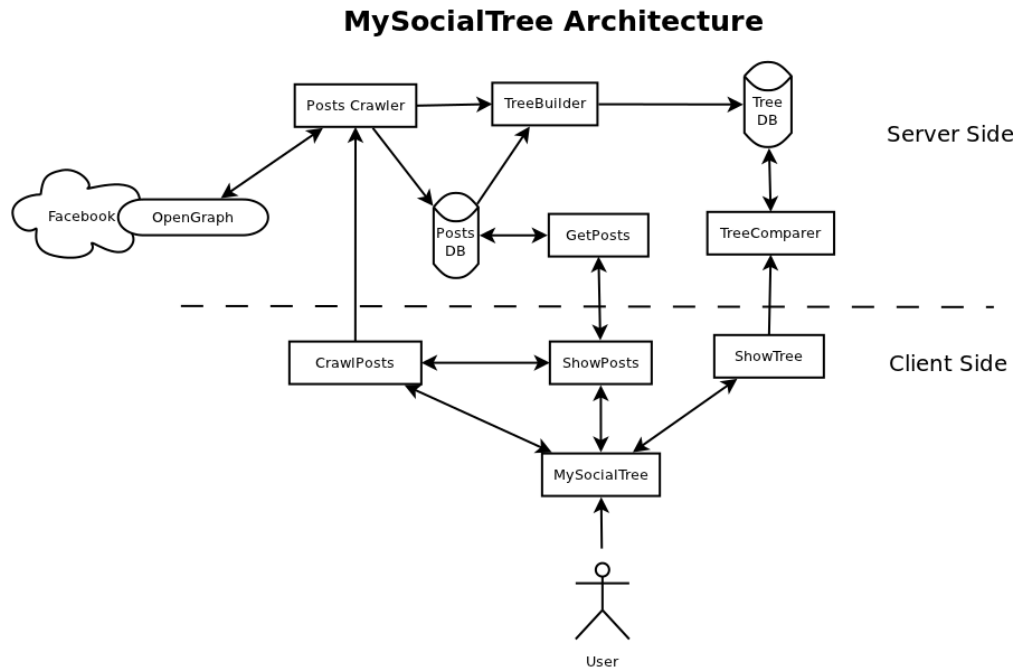 MySocialTree Architecture
Posts Crawler
TreeBuilder
Tree
DB
Server Side
Facebook
OpenGraph
Posts
DB
GetPosts
TreeComparer
CrawlPosts
ShowPosts
ShowTree
Client Side
MySocialTree
User